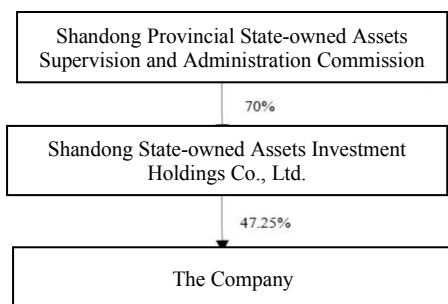 Shandong Provincial State-owned Assets
Supervision and Administration Commission
70%
Shandong State-owned Assets Investment
Holdings Co., Ltd.
47.25%
The Company